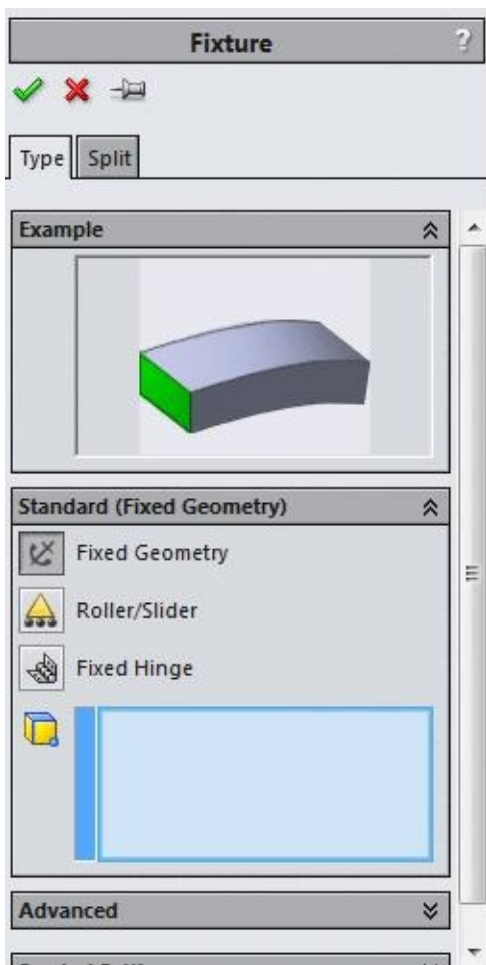 Fixture ?
Type Split
Example
Standard (Fixed Geometry)
Fixed Geometry
Roller/Slider
Fixed Hinge
Advanced